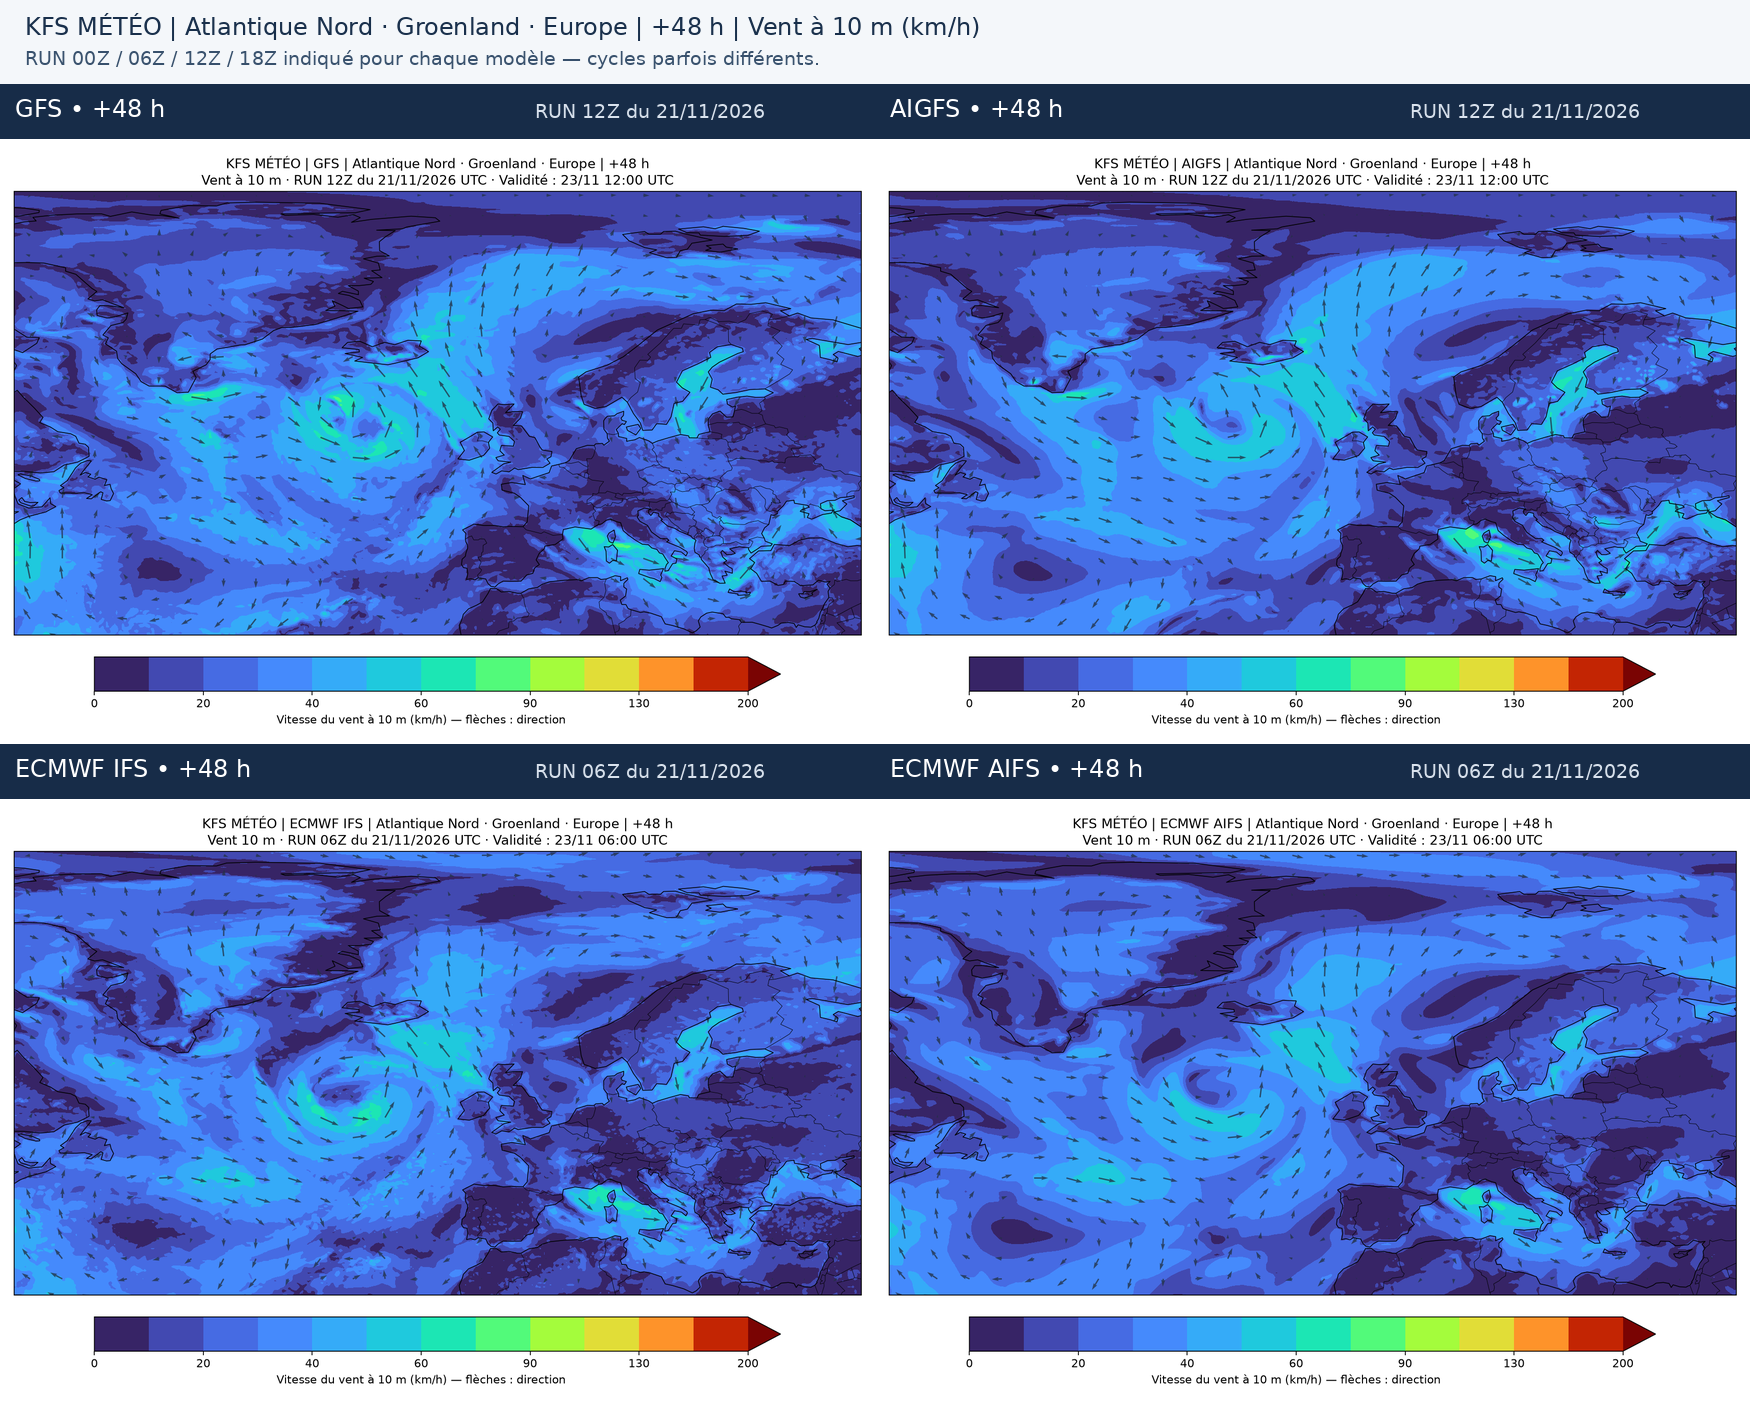 KFS MÉTÉO | Atlantique Nord · Groenland · Europe | +48 h | Vent à 10 m (km/h)
RUN 00Z / 06Z / 12Z / 18Z indiqué pour chaque modèle — cycles parfois différents.
GFS • +48 h
RUN 12Z du 21/11/2026
KFS MÉTÉO | GFS | Atlantique Nord · Groenland · Europe | +48 h
Vent à 10 m · RUN 12Z du 21/11/2026 UTC · Validité : 23/11 12:00 UTC
0 20 40 60 90 130 200
Vitesse du vent à 10 m (km/h) — flèches : direction
AIGFS • +48 h
RUN 12Z du 21/11/2026
KFS MÉTÉO | AIGFS | Atlantique Nord · Groenland · Europe | +48 h
Vent à 10 m · RUN 12Z du 21/11/2026 UTC · Validité : 23/11 12:00 UTC
0 20 40 60 90 130 200
Vitesse du vent à 10 m (km/h) — flèches : direction
ECMWF IFS • +48 h
RUN 06Z du 21/11/2026
KFS MÉTÉO | ECMWF IFS | Atlantique Nord · Groenland · Europe | +48 h
Vent 10 m · RUN 06Z du 21/11/2026 UTC · Validité : 23/11 06:00 UTC
0 20 40 60 90 130 200
Vitesse du vent à 10 m (km/h) — flèches : direction
ECMWF AIFS • +48 h
RUN 06Z du 21/11/2026
KFS MÉTÉO | ECMWF AIFS | Atlantique Nord · Groenland · Europe | +48 h
Vent 10 m · RUN 06Z du 21/11/2026 UTC · Validité : 23/11 06:00 UTC
0 20 40 60 90 130 200
Vitesse du vent à 10 m (km/h) — flèches : direction